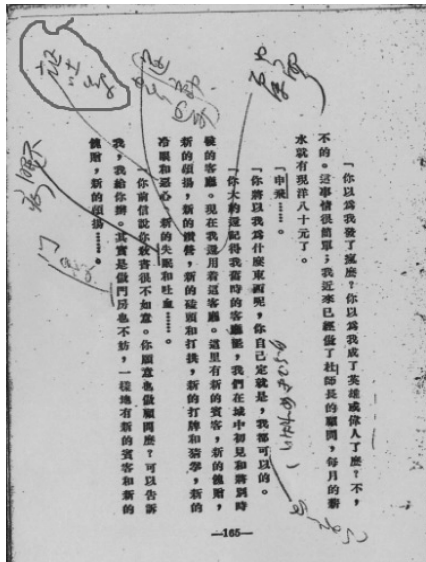 「你以爲我發了瘋麽?你以爲我成了英雄或偉人了麽?不,
不的。這事情很簡單;我近來已經做了杜師長的顧問,每月的薪
水就有現洋八十元了。
「申飛……。
「你將以我爲什麽東西呢,你自己定就是,我都可以的。
「你大約還記得我舊時的客廳罷,我們在城中初見和將別時
候的客廳。現在我還用着這客廳。這里有新的賓客,新的餽贈,
新的頌揚,新的鑽營,新的磕頭和打拱,新的打牌和猜拳,新的
冷眼和惡心,新的失眠和吐血……。
「你前信說你教書很不如意。你願意也做顧問麽?可以告訴
我,我給你辦。其實是做門房也不妨,一樣地有新的賓客和新的
餽贈,新的頌揚……。
—165—